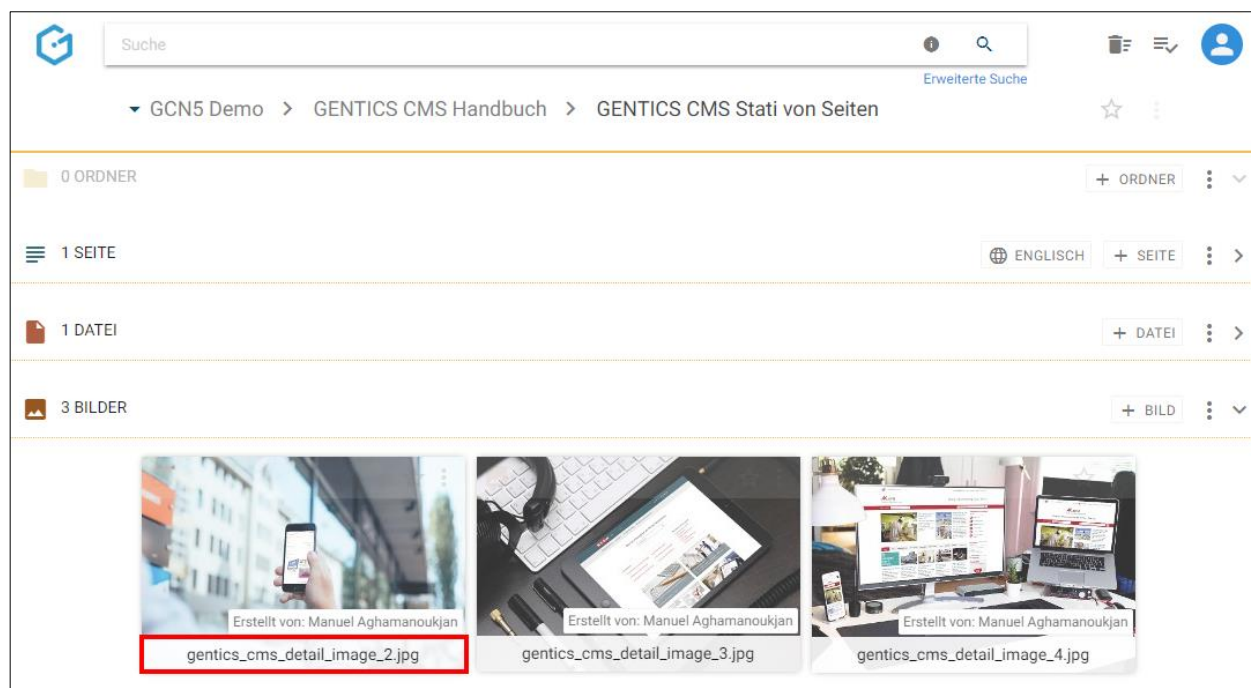 Suche
Erweiterte Suche
GCN5 Demo > GENTICS CMS Handbuch > GENTICS CMS Stati von Seiten
0 ORDNER
+ ORDNER
1 SEITE
ENGLISCH
+ SEITE
1 DATEI
+ DATEI
3 BILDER
+ BILD
Erstellt von: Manuel Aghamanoukjan
Erstellt von: Manuel Aghamanoukjan
Erstellt von: Manuel Aghamanoukjan
gentics_cms_detail_image_2.jpg
gentics_cms_detail_image_3.jpg
gentics_cms_detail_image_4.jpg